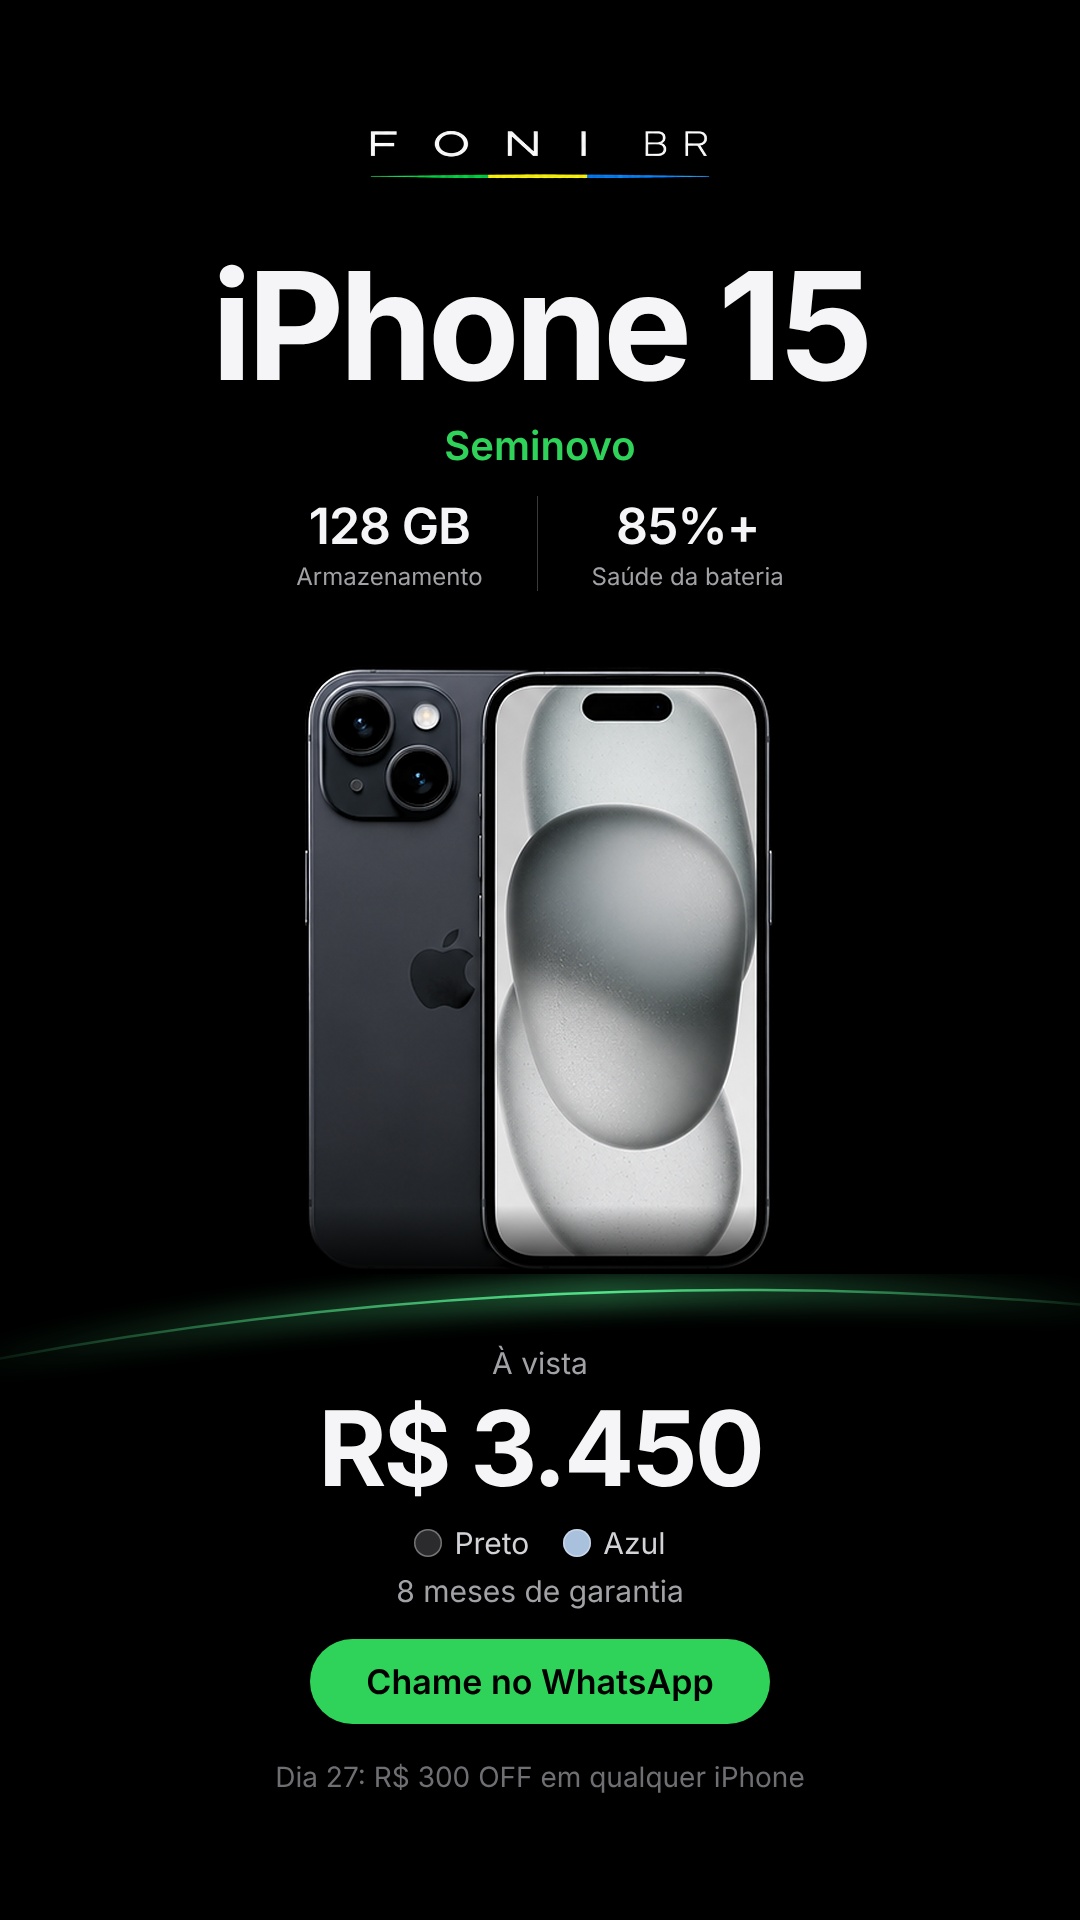 FONI BR
iPhone 15
Seminovo
128 GB
Armazenamento
85%+
Saúde da bateria
À vista
R$ 3.450
Preto
Azul
8 meses de garantia
Chame no WhatsApp
Dia 27: R$ 300 OFF em qualquer iPhone